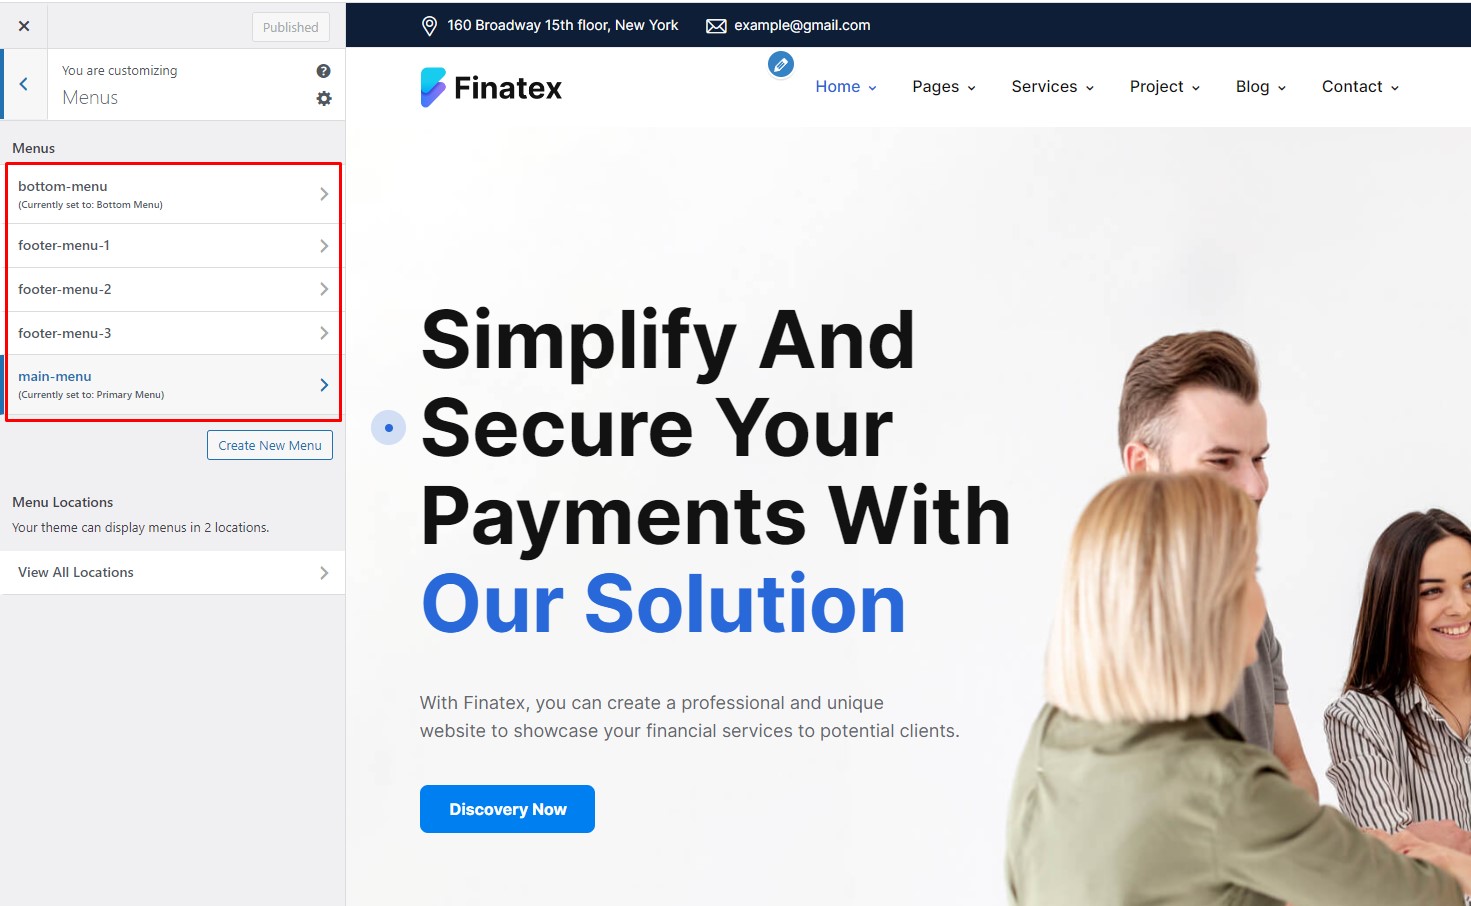 Published
You are customizing
Menus
Menus
bottom-menu
(Currently set to: Bottom Menu)
footer-menu-1
footer-menu-2
footer-menu-3
main-menu
(Currently set to: Primary Menu)
Create New Menu
Menu Locations
Your theme can display menus in 2 locations.
View All Locations
160 Broadway 15th floor, New York example@gmail.com
Finatex
Home Pages Services Project Blog Contact
Simplify And
Secure Your
Payments With
Our Solution
With Finatex, you can create a professional and unique
website to showcase your financial services to potential clients.
Discovery Now